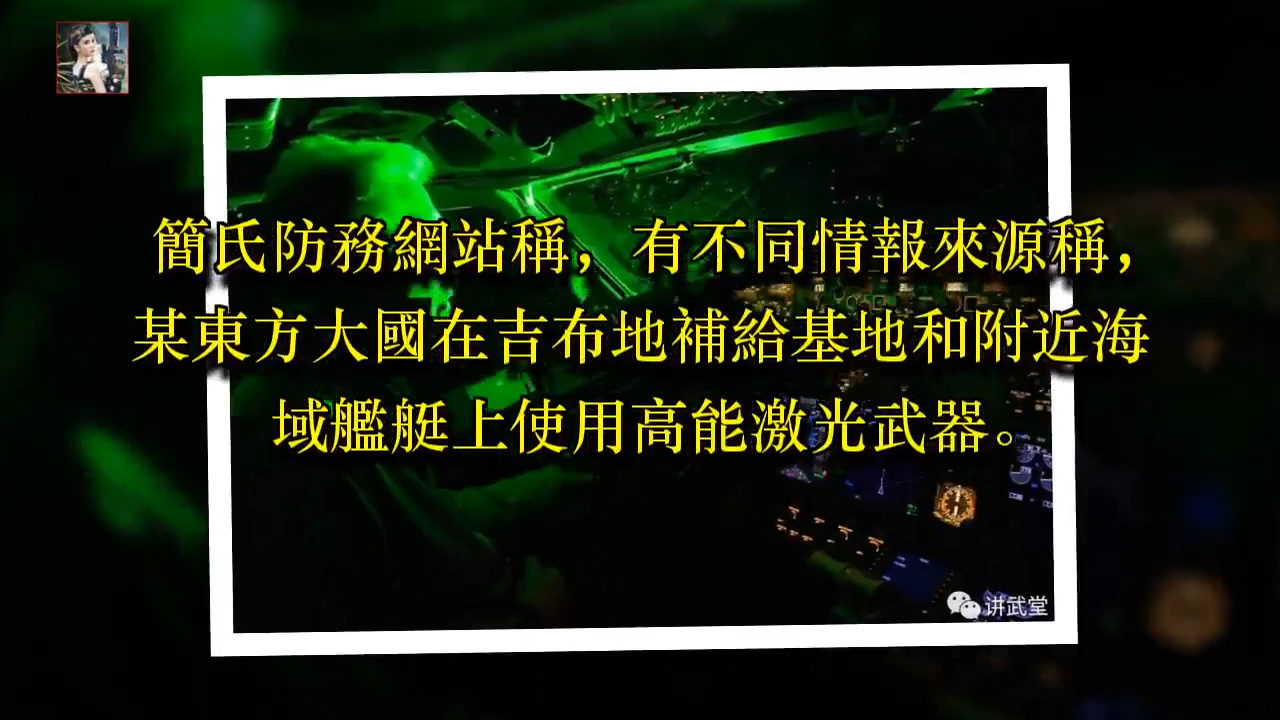 簡氏防務網站稱，有不同情報來源稱，
某東方大國在吉布地補給基地和附近海
域艦艇上使用高能激光武器。
讲武堂